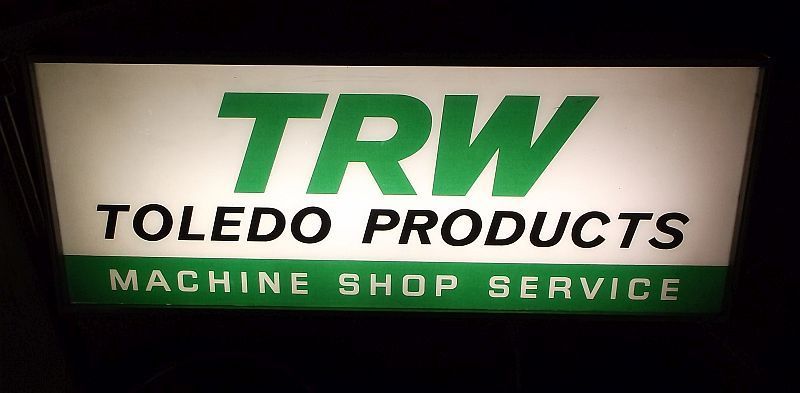 TRW
TOLEDO PRODUCTS
MACHINE SHOP SERVICE